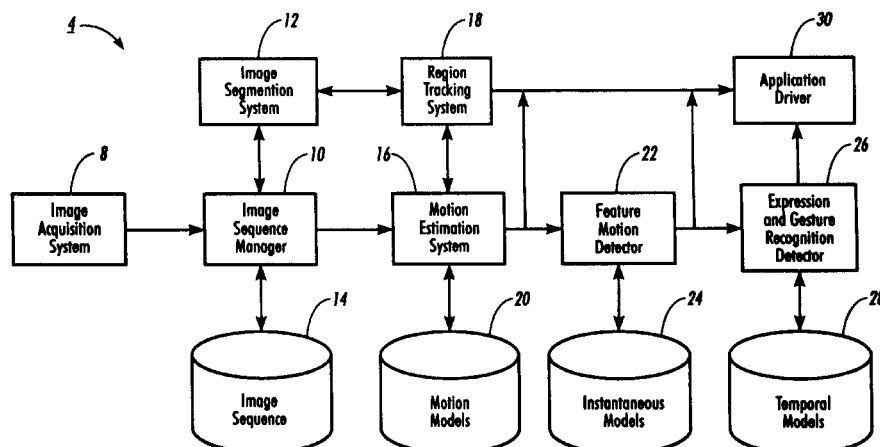 4
12
18
30
Image
Segmention
System
Region
Tracking
System
Application
Driver
8
10
16
22
26
Image
Acquisition
System
Image
Sequence
Manager
Motion
Estimation
System
Feature
Motion
Detector
Expression
and Gesture
Recognition
Detector
14
20
24
28
Image
Sequence
Motion
Models
Instantaneous
Models
Temporal
Models